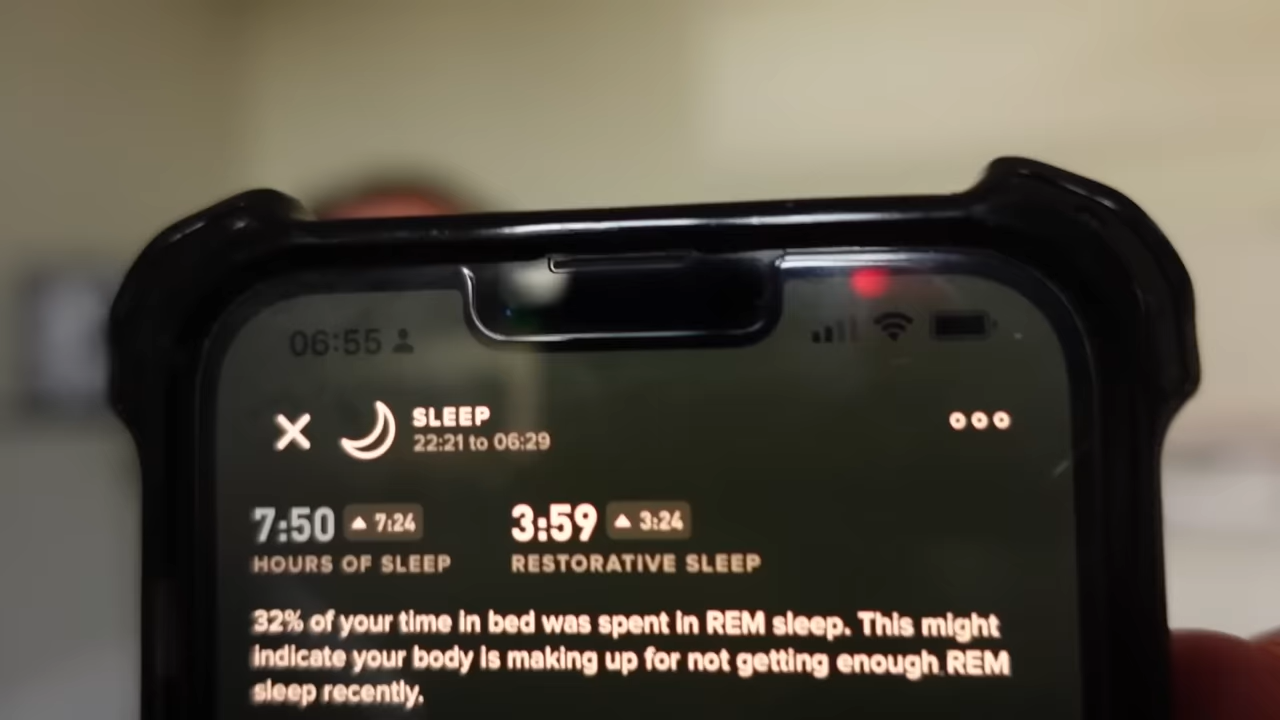 06:55
SLEEP
22:21 to 06:29
7:50 ▲ 7:24
HOURS OF SLEEP
3:59 ▲ 3:24
RESTORATIVE SLEEP
32% of your time in bed was spent in REM sleep. This might
indicate your body is making up for not getting enough REM
sleep recently.